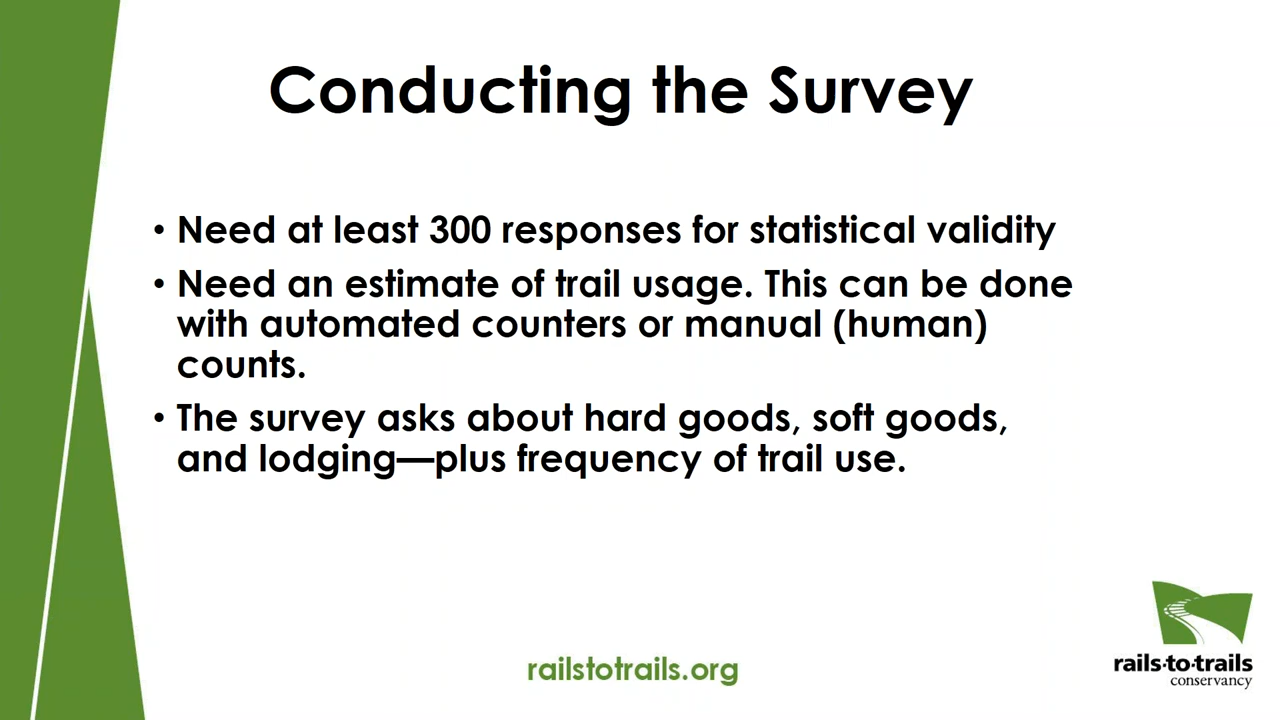 Conducting the Survey
• Need at least 300 responses for statistical validity
• Need an estimate of trail usage. This can be done
with automated counters or manual (human)
counts.
• The survey asks about hard goods, soft goods,
and lodging—plus frequency of trail use.
railstotrails.org
rails·to·trails
conservancy